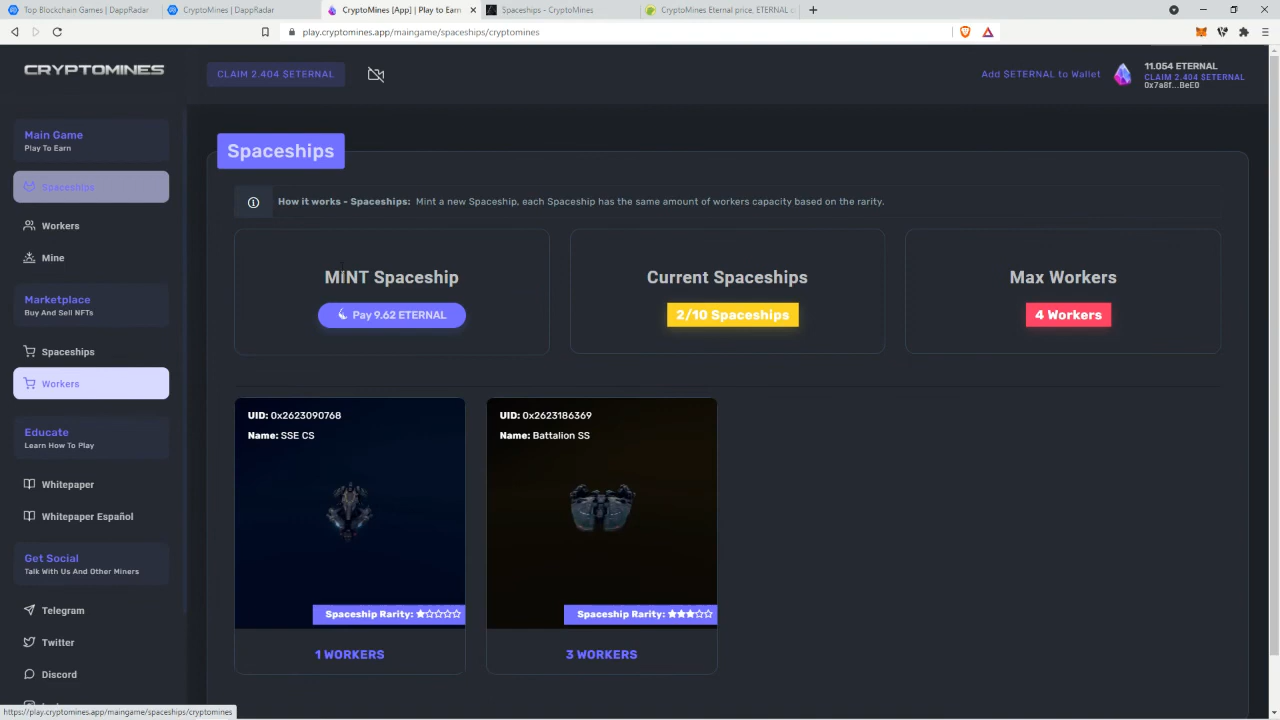 Top Blockchain Games | DappRadar
CryptoMines | DappRadar
CryptoMines [App] | Play to Earn
Spaceships - CryptoMines
CryptoMines Eternal price, ETERNAL c
play.cryptomines.app/maingame/spaceships/cryptomines
CRYPTOMINES
CLAIM 2.404 $ETERNAL
Add $ETERNAL to Wallet
11.054 ETERNAL
CLAIM 2.404 $ETERNAL
0x7a8f...BeE0
Main Game
Play To Earn
Spaceships
Workers
Mine
Marketplace
Buy And Sell NFTs
Spaceships
Workers
Educate
Learn How To Play
Whitepaper
Whitepaper Español
Get Social
Talk With Us And Other Miners
Telegram
Twitter
Discord
Spaceships
How it works - Spaceships: Mint a new Spaceship, each Spaceship has the same amount of workers capacity based on the rarity.
MINT Spaceship
Pay 9.62 ETERNAL
Current Spaceships
2/10 Spaceships
Max Workers
4 Workers
UID: 0x2623090768
Name: SSE CS
Spaceship Rarity: ★☆☆☆☆
1 WORKERS
UID: 0x2623186369
Name: Battalion SS
Spaceship Rarity: ★★★☆☆
3 WORKERS
https://play.cryptomines.app/maingame/spaceships/cryptomines